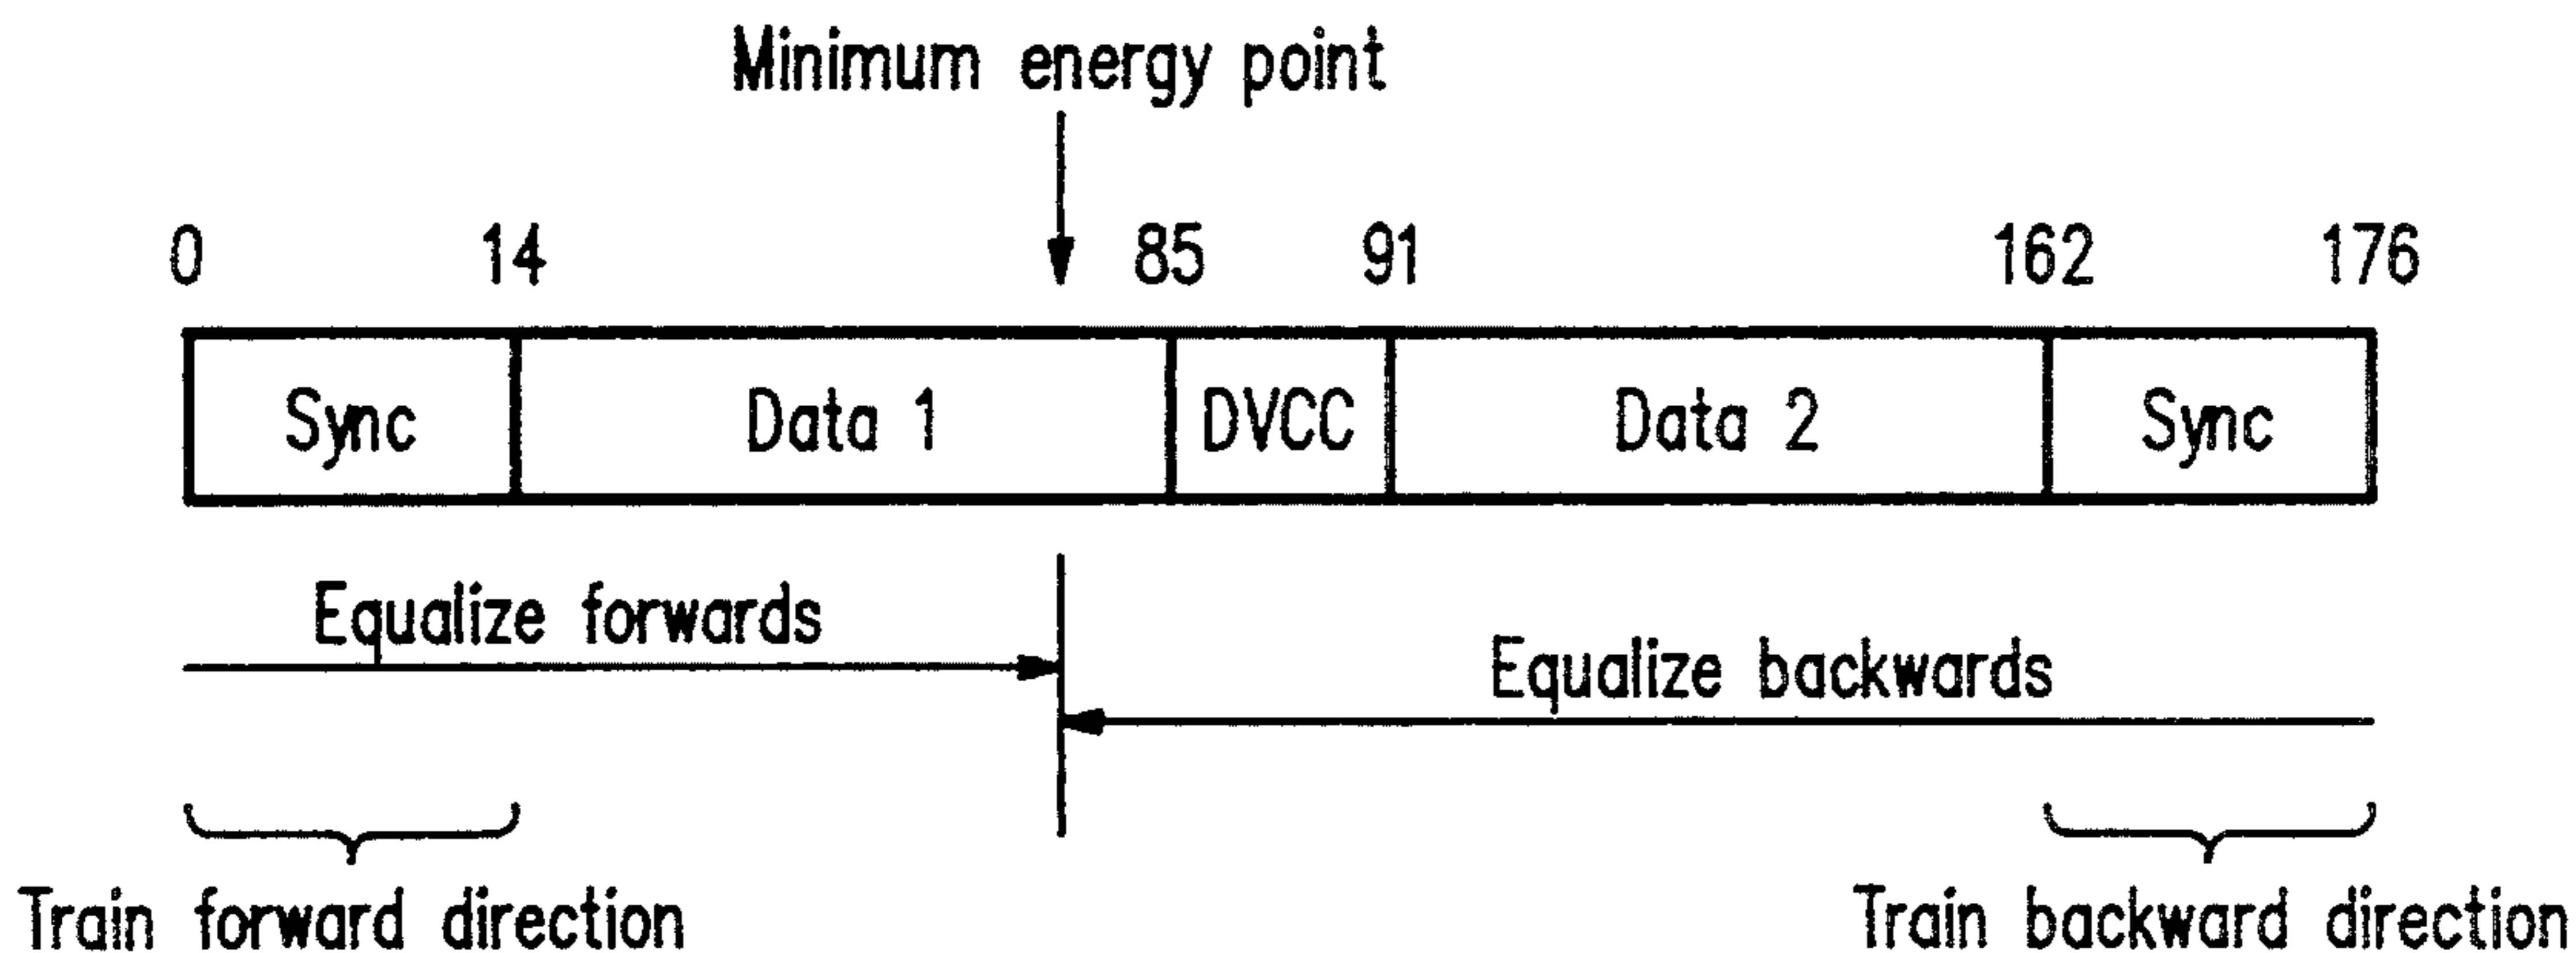 Minimum energy point
0 14 85 91 162 176
Sync Data 1 DVCC Data 2 Sync
Equalize forwards
Equalize backwards
Train forward direction Train backward direction